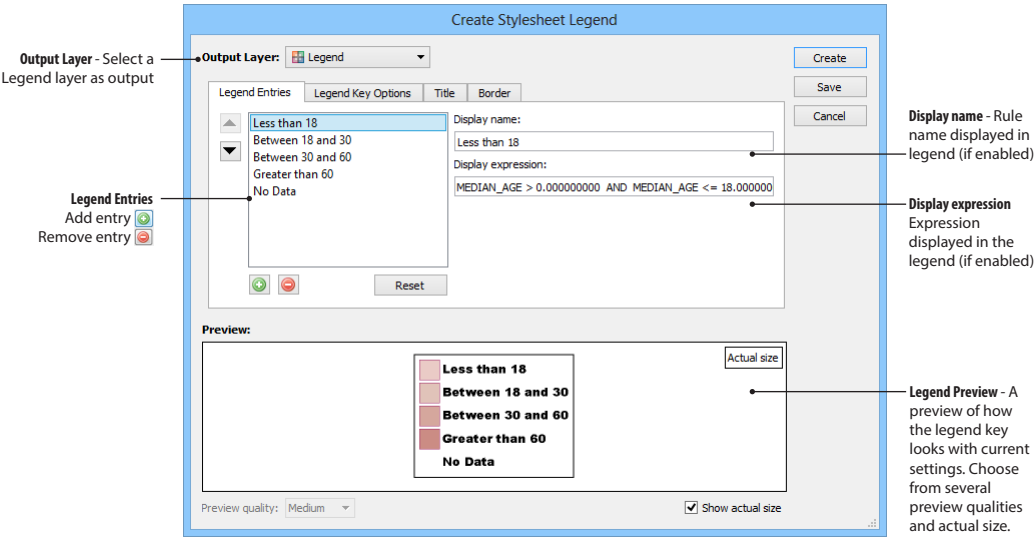 Create Stylesheet Legend
Output Layer - Select a
Legend layer as output
Output Layer:
Legend
Create
Save
Cancel
Legend Entries
Legend Key Options
Title
Border
Less than 18
Between 18 and 30
Between 30 and 60
Greater than 60
No Data
Display name:
Less than 18
Display expression:
MEDIAN_AGE > 0.000000000 AND MEDIAN_AGE <= 18.000000
Reset
Legend Entries
Add entry
Remove entry
Display name - Rule
name displayed in
legend (if enabled)
Display expression
Expression
displayed in the
legend (if enabled)
Preview:
Actual size
Less than 18
Between 18 and 30
Between 30 and 60
Greater than 60
No Data
Legend Preview - A
preview of how
the legend key
looks with current
settings. Choose
from several
preview qualities
and actual size.
Preview quality:
Medium
Show actual size